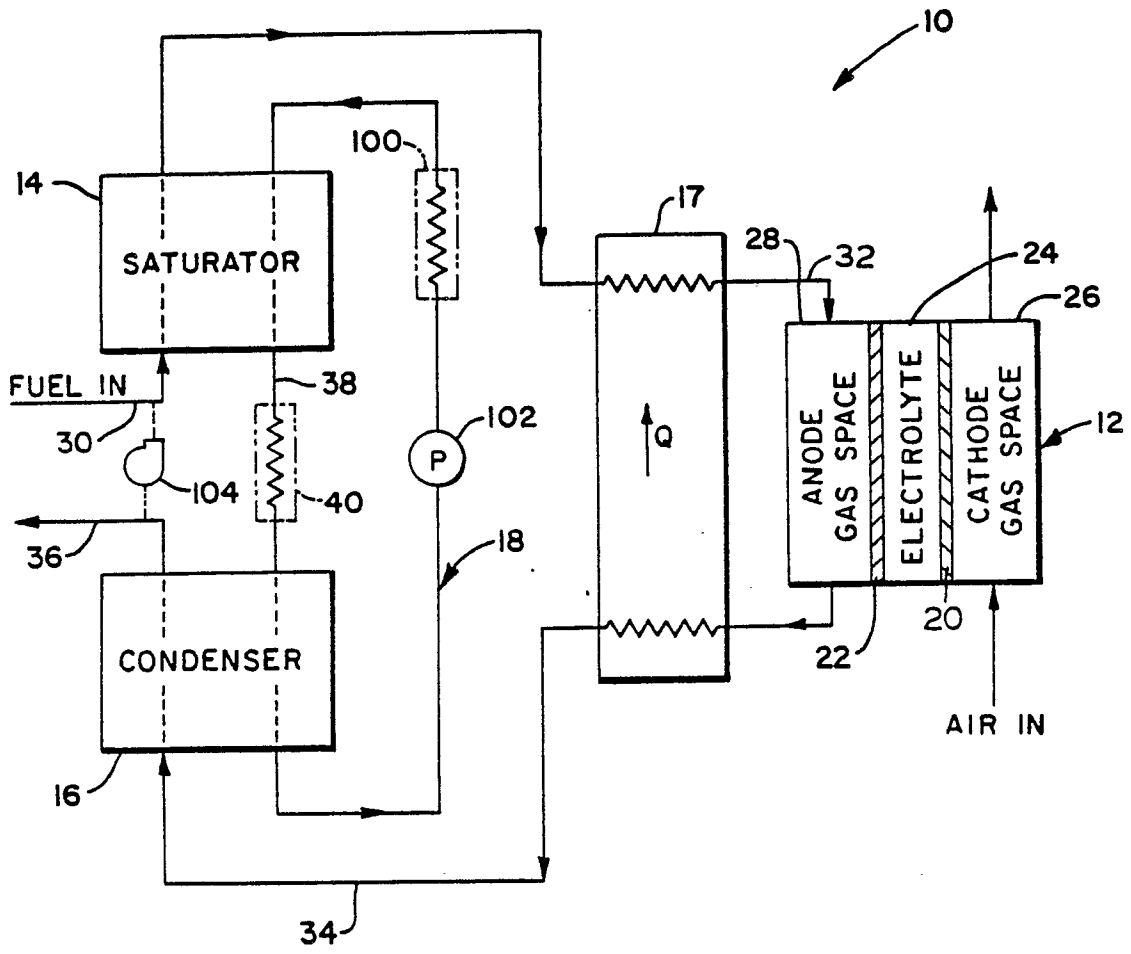 10
100
14
SATURATOR
17
28
32
24
26
FUEL IN
30
38
102
P
Q
ANODE
GAS SPACE
ELECTROLYTE
CATHODE
GAS SPACE
12
104
40
36
18
CONDENSER
22
20
16
AIR IN
34